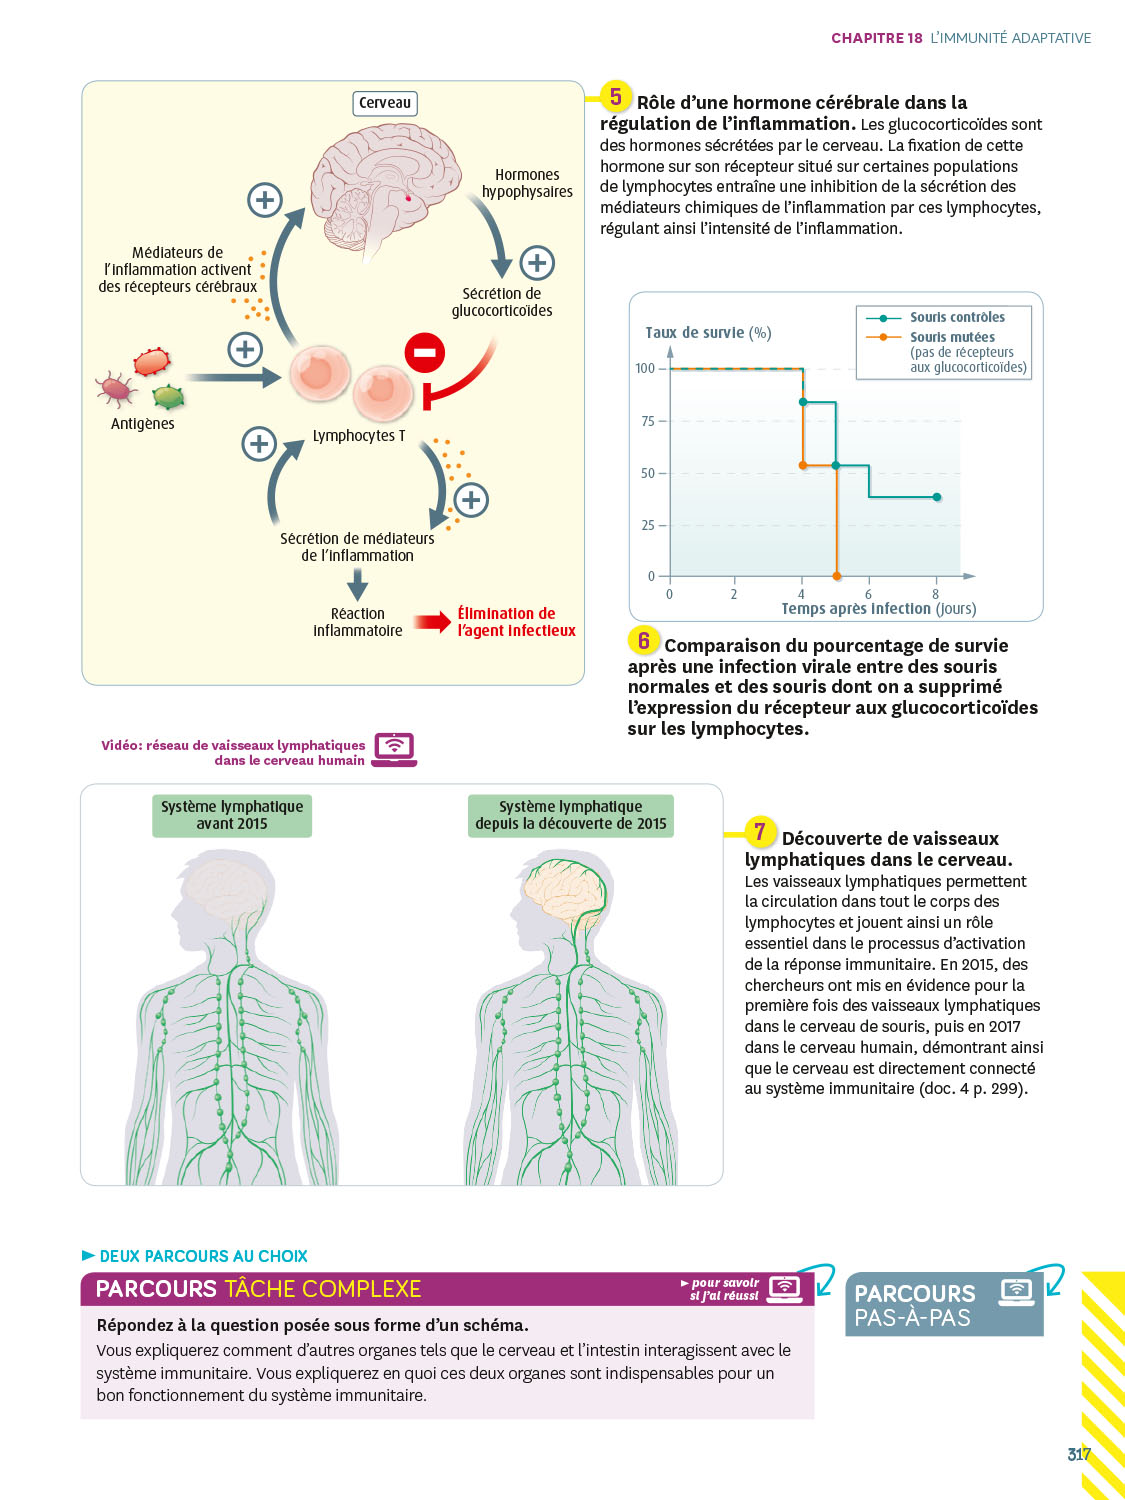 CHAPITRE 18 L'IMMUNITÉ ADAPTATIVE
Cerveau
Hormones
hypophysaires
Médiateurs de
l'inflammation activent
des récepteurs cérébraux
Sécrétion de
glucocorticoïdes
Antigènes
Lymphocytes T
Sécrétion de médiateurs
de l'inflammation
Réaction
inflammatoire
Élimination de
l'agent infectieux
5 Rôle d'une hormone cérébrale dans la
régulation de l'inflammation. Les glucocorticoïdes sont
des hormones sécrétées par le cerveau. La fixation de cette
hormone sur son récepteur situé sur certaines populations
de lymphocytes entraîne une inhibition de la sécrétion des
médiateurs chimiques de l'inflammation par ces lymphocytes,
régulant ainsi l'intensité de l'inflammation.
Taux de survie (%)
Souris contrôles
Souris mutées
(pas de récepteurs
aux glucocorticoïdes)
100
75
50
25
0
0 2 4 6 8
Temps après infection (jours)
6 Comparaison du pourcentage de survie
après une infection virale entre des souris
normales et des souris dont on a supprimé
l'expression du récepteur aux glucocorticoïdes
sur les lymphocytes.
Vidéo: réseau de vaisseaux lymphatiques
dans le cerveau humain
Système lymphatique
avant 2015
Système lymphatique
depuis la découverte de 2015
7 Découverte de vaisseaux
lymphatiques dans le cerveau.
Les vaisseaux lymphatiques permettent
la circulation dans tout le corps des
lymphocytes et jouent ainsi un rôle
essentiel dans le processus d'activation
de la réponse immunitaire. En 2015, des
chercheurs ont mis en évidence pour la
première fois des vaisseaux lymphatiques
dans le cerveau de souris, puis en 2017
dans le cerveau humain, démontrant ainsi
que le cerveau est directement connecté
au système immunitaire (doc. 4 p. 299).
► DEUX PARCOURS AU CHOIX
PARCOURS TÂCHE COMPLEXE
► pour savoir
si j'ai réussi
Répondez à la question posée sous forme d'un schéma.
Vous expliquerez comment d'autres organes tels que le cerveau et l'intestin interagissent avec le
système immunitaire. Vous expliquerez en quoi ces deux organes sont indispensables pour un
bon fonctionnement du système immunitaire.
PARCOURS
PAS-À-PAS
317